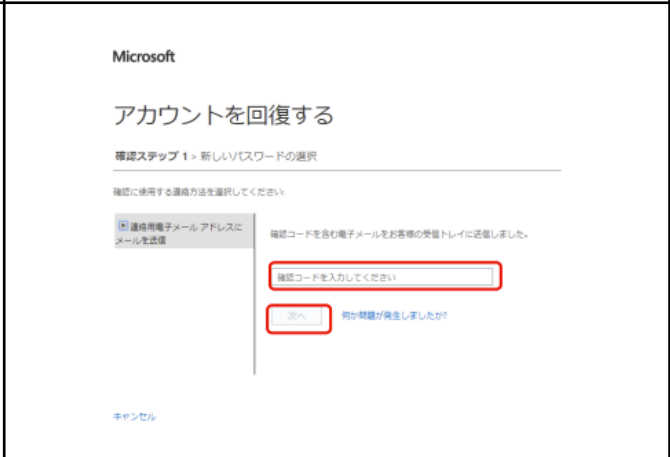 Microsoft
アカウントを回復する
確認ステップ 1 > 新しいパスワードの選択
確認に使用する連絡方法を選択してください:
連絡用電子メール アドレスに
メールを送信
確認コードを含む電子メールをお客様の受信トレイに送信しました。
確認コードを入力してください
次へ
何か問題が発生しましたか?
キャンセル